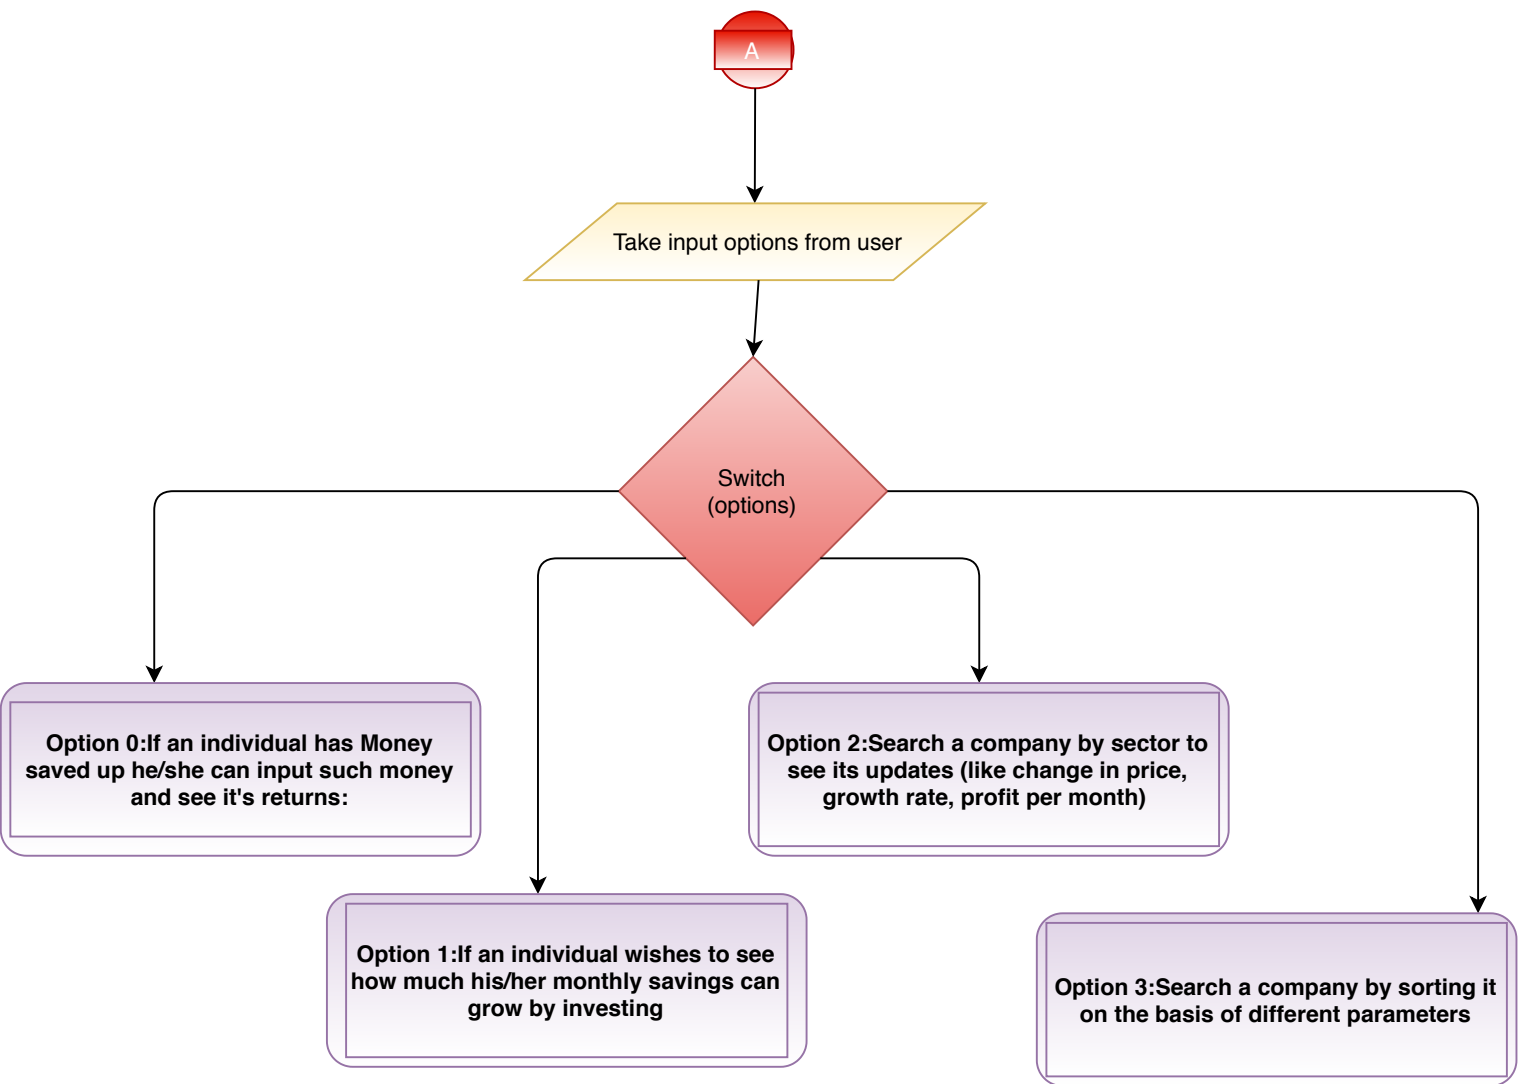 A
Take input options from user
Switch
(options)
Option 0:If an individual has Money
saved up he/she can input such money
and see it's returns:
Option 2:Search a company by sector to
see its updates (like change in price,
growth rate, profit per month)
Option 1:If an individual wishes to see
how much his/her monthly savings can
grow by investing
Option 3:Search a company by sorting it
on the basis of different parameters